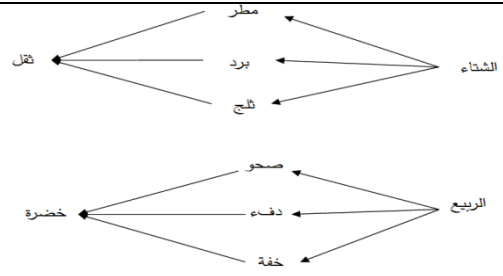 مطر
الشتاء برد ثقل
ثلج
صحو
الربيع دفء خضرة
خفة